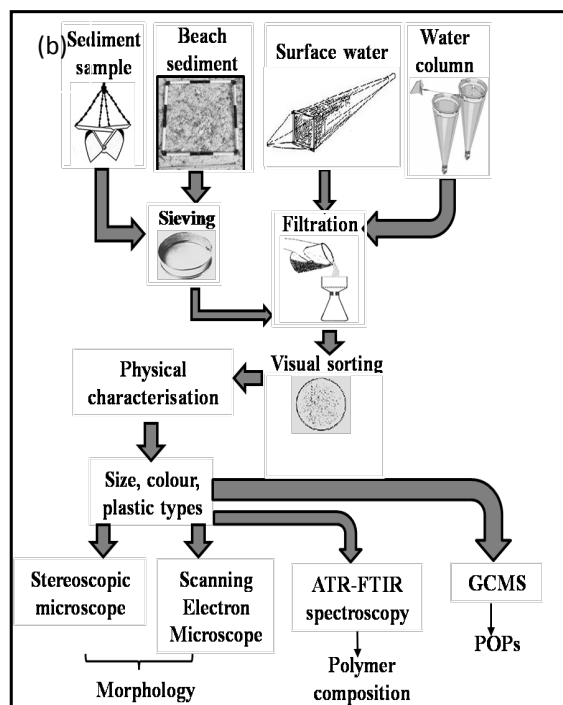 (b)
Sediment
sample
Beach
sediment
Surface water
Water
column
Sieving
Filtration
Visual sorting
Physical
characterisation
Size, colour,
plastic types
Stereoscopic
microscope
Scanning
Electron
Microscope
ATR-FTIR
spectroscopy
GCMS
Morphology
Polymer
composition
POPs